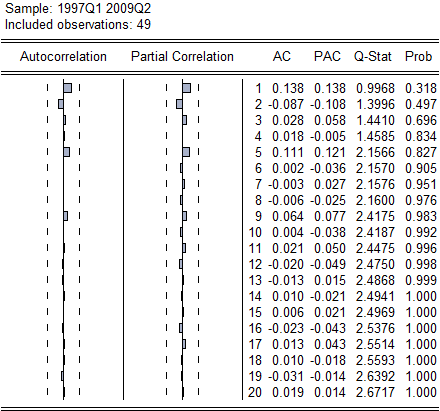 Sample: 1997Q1 2009Q2
Included observations: 49
Autocorrelation Partial Correlation AC PAC Q-Stat Prob
1 0.138 0.138 0.9968 0.318
2 -0.087 -0.108 1.3996 0.497
3 0.028 0.058 1.4410 0.696
4 0.018 -0.005 1.4585 0.834
5 0.111 0.121 2.1566 0.827
6 0.002 -0.036 2.1570 0.905
7 -0.003 0.027 2.1576 0.951
8 -0.006 -0.025 2.1600 0.976
9 0.064 0.077 2.4175 0.983
10 0.004 -0.038 2.4187 0.992
11 0.021 0.050 2.4475 0.996
12 -0.020 -0.049 2.4750 0.998
13 -0.013 0.015 2.4868 0.999
14 0.010 -0.021 2.4941 1.000
15 0.006 0.021 2.4969 1.000
16 -0.023 -0.043 2.5376 1.000
17 0.013 0.043 2.5514 1.000
18 0.010 -0.018 2.5593 1.000
19 -0.031 -0.014 2.6392 1.000
20 0.019 0.014 2.6717 1.000